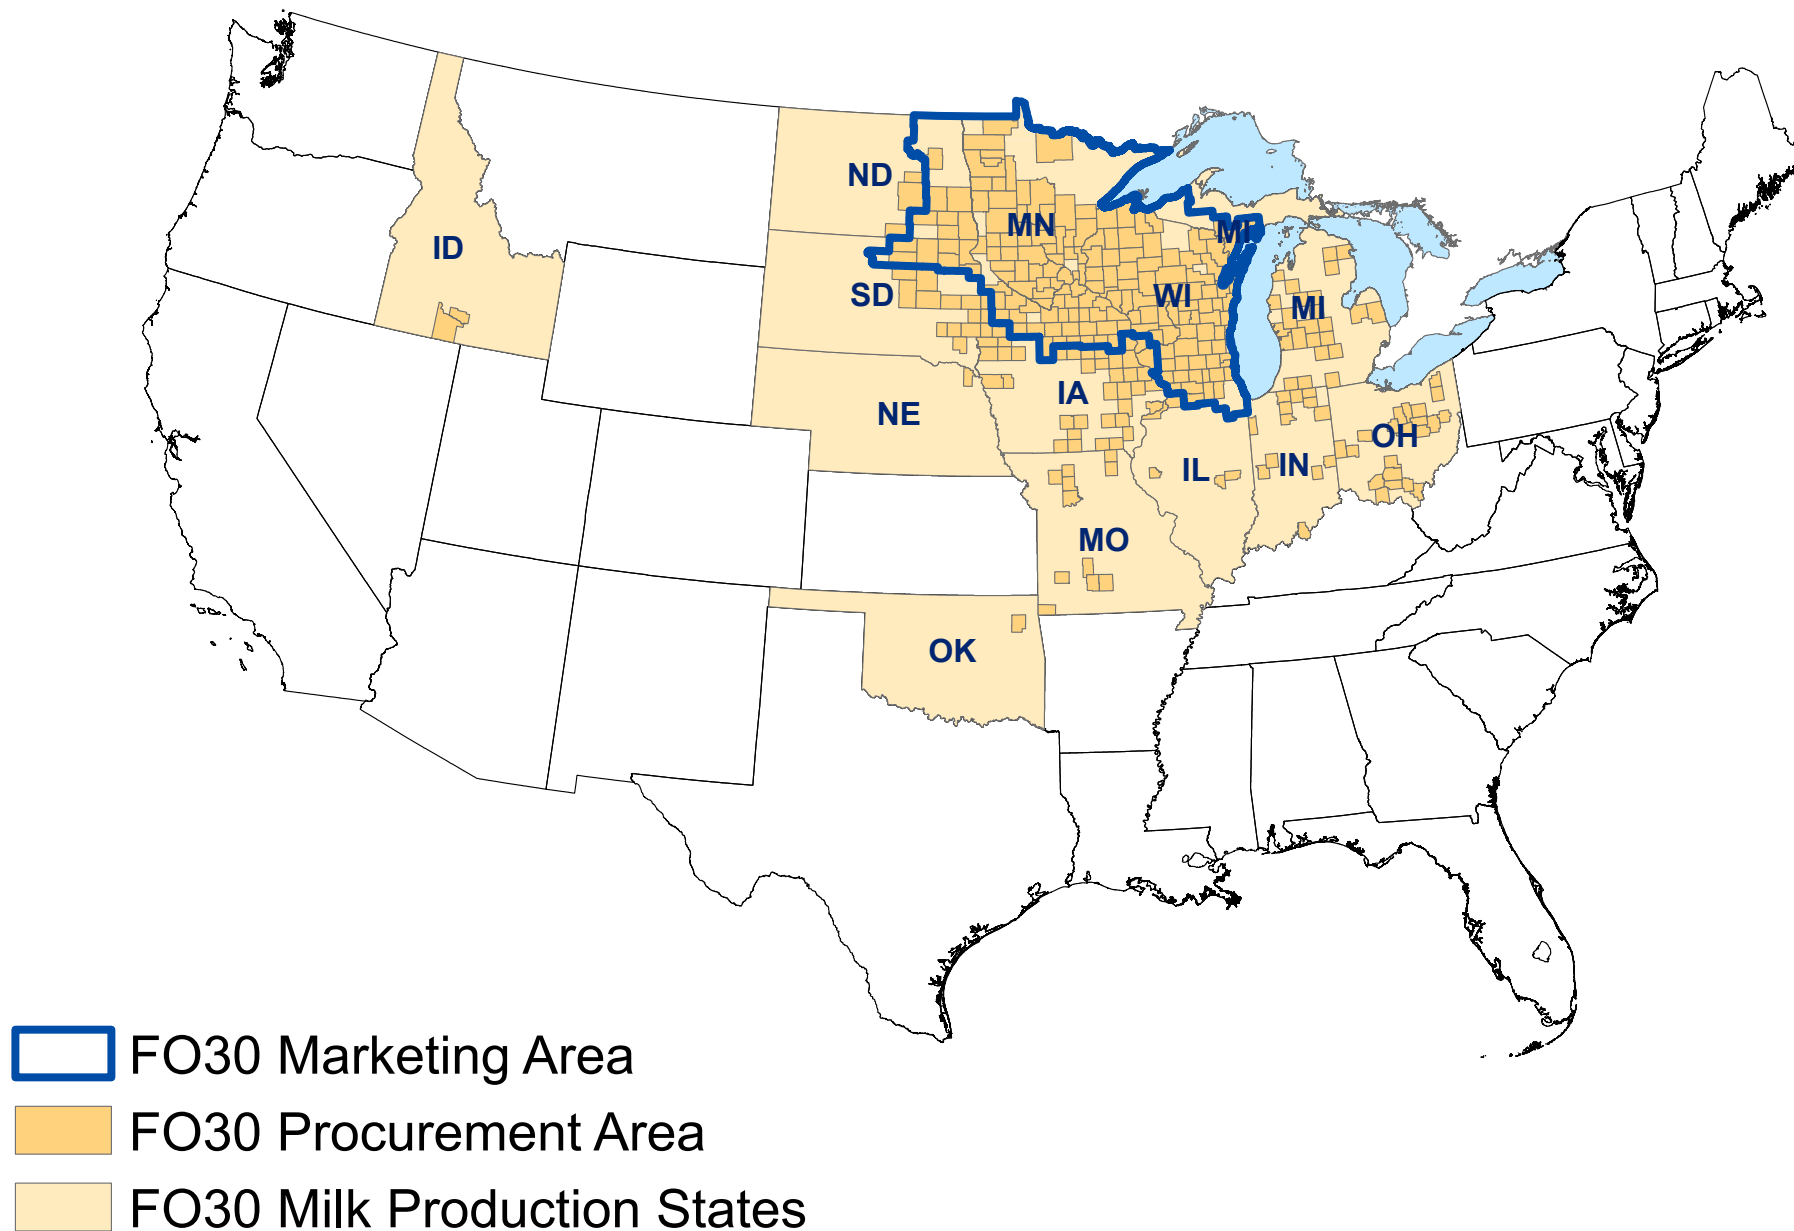 ND
MN
MI
ID
SD
WI
MI
IA
NE
OH
IL
IN
MO
OK
FO30 Marketing Area
FO30 Procurement Area
FO30 Milk Production States